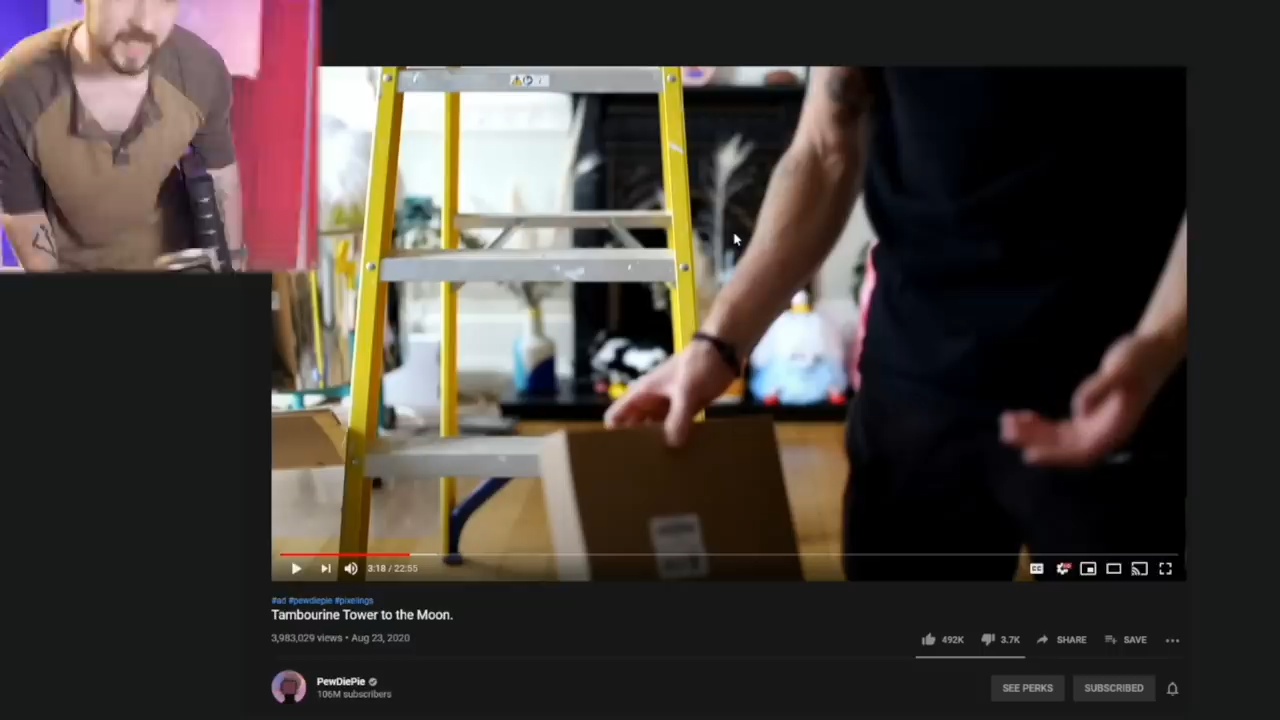 3:18 / 22:55
#ad #pewdiepie #pixelings
Tambourine Tower to the Moon.
3,983,029 views • Aug 23, 2020
492K
3.7K
SHARE
SAVE
PewDiePie
106M subscribers
SEE PERKS
SUBSCRIBED